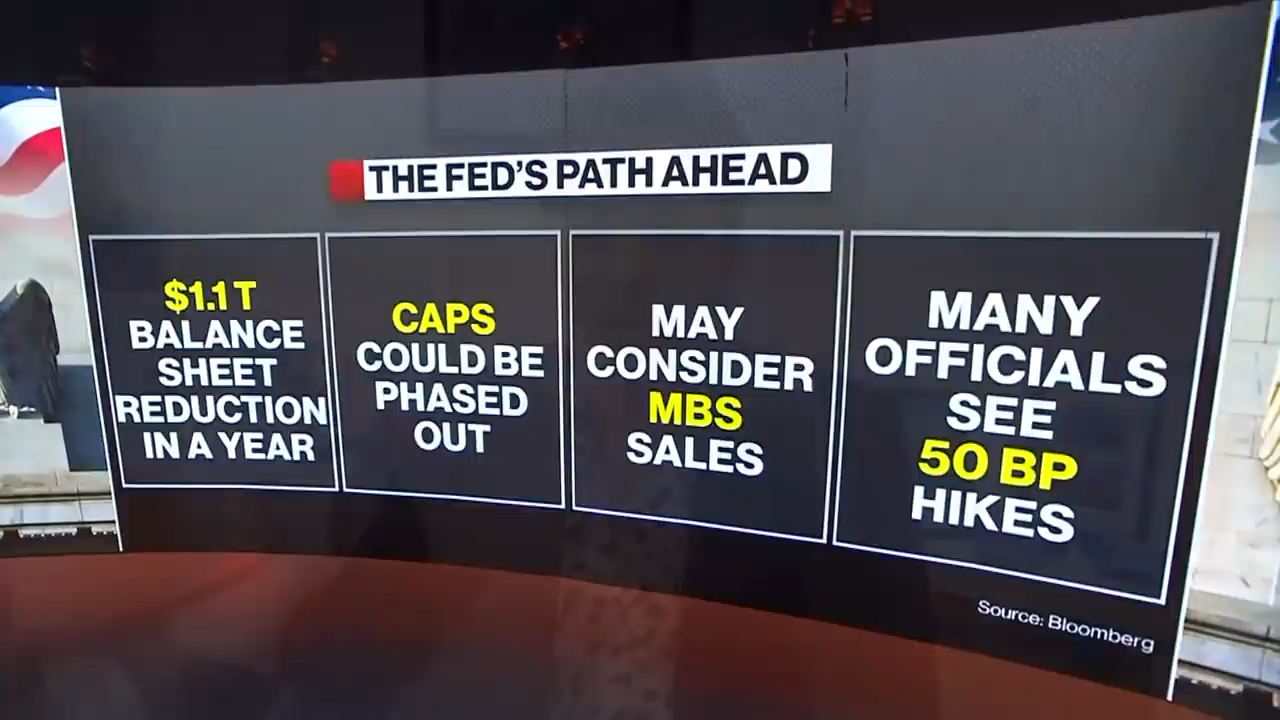 THE FED'S PATH AHEAD
$1.1T
BALANCE
SHEET
REDUCTION
IN A YEAR
CAPS
COULD BE
PHASED
OUT
MAY
CONSIDER
MBS
SALES
MANY
OFFICIALS
SEE
50 BP
HIKES
Source: Bloomberg